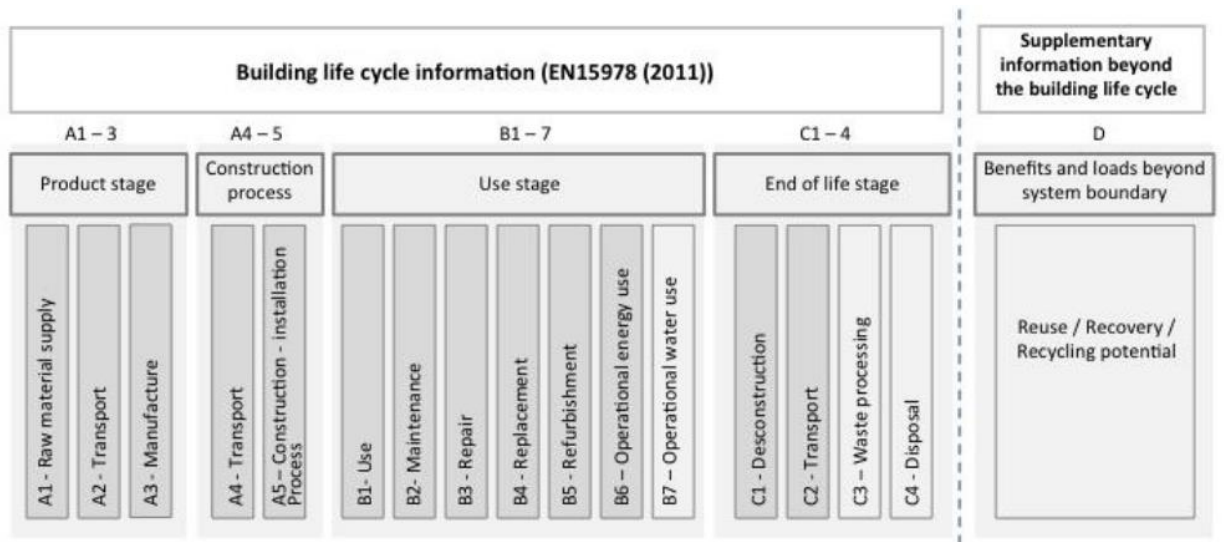 Building life cycle information (EN15978 (2011))
Supplementary
information beyond
the building life cycle
A1 – 3
A4 – 5
B1 – 7
C1 – 4
D
Product stage
Construction
process
Use stage
End of life stage
Benefits and loads beyond
system boundary
A1 - Raw material supply
A2 - Transport
A3 - Manufacture
A4 - Transport
A5 – Construction - installation
Process
B1- Use
B2- Maintenance
B3 - Repair
B4 - Replacement
B5 - Refurbishment
B6 – Operational energy use
B7 – Operational water use
C1 - Desconstruction
C2 - Transport
C3 – Waste processing
C4 - Disposal
Reuse / Recovery /
Recycling potential